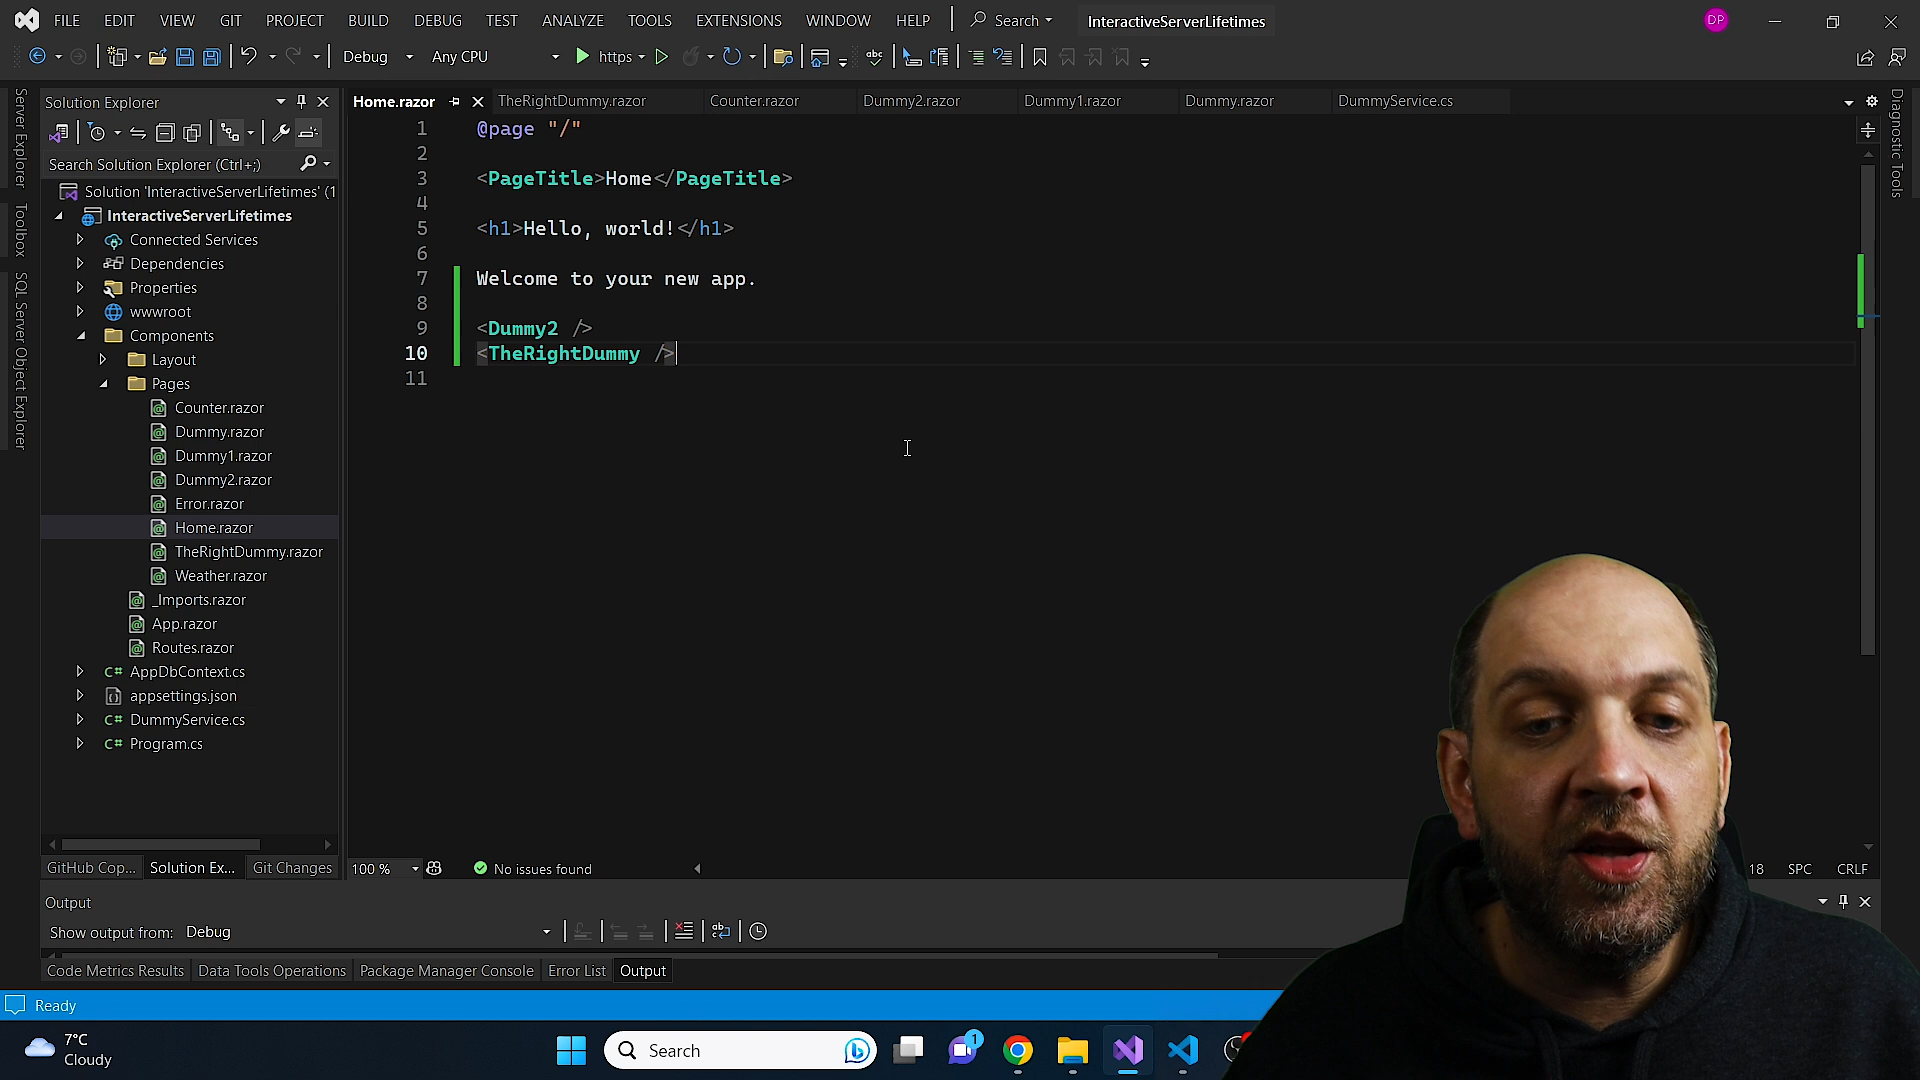 FILE EDIT VIEW GIT PROJECT BUILD DEBUG TEST ANALYZE TOOLS EXTENSIONS WINDOW HELP Search InteractiveServerLifetimes DP
Debug Any CPU https abc
Server Explorer
Toolbox
SQL Server Object Explorer
Solution Explorer
Search Solution Explorer (Ctrl+;)
Solution 'InteractiveServerLifetimes' (1
InteractiveServerLifetimes
Connected Services
Dependencies
Properties
wwwroot
Components
Layout
Pages
Counter.razor
Dummy.razor
Dummy1.razor
Dummy2.razor
Error.razor
Home.razor
TheRightDummy.razor
Weather.razor
_Imports.razor
App.razor
Routes.razor
C# AppDbContext.cs
appsettings.json
C# DummyService.cs
C# Program.cs
GitHub Cop... Solution Ex... Git Changes
Home.razor TheRightDummy.razor Counter.razor Dummy2.razor Dummy1.razor Dummy.razor DummyService.cs
1 @page "/"
2
3 <PageTitle>Home</PageTitle>
4
5 <h1>Hello, world!</h1>
6
7 Welcome to your new app.
8
9 <Dummy2 />
10 <TheRightDummy />
11
Diagnostic Tools
100 % No issues found 18 SPC CRLF
Output
Show output from: Debug
Code Metrics Results Data Tools Operations Package Manager Console Error List Output
Ready
7°C
Cloudy
Search
1